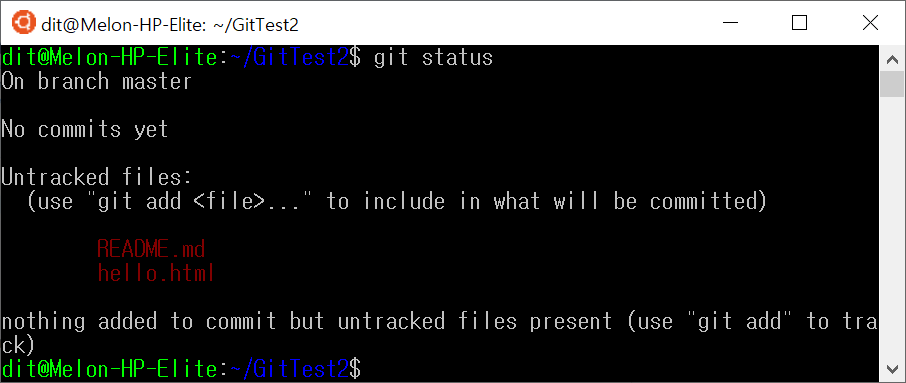 dit@Melon-HP-Elite: ~/GitTest2
dit@Melon-HP-Elite:~/GitTest2$ git status
On branch master
No commits yet
Untracked files:
  (use "git add <file>..." to include in what will be committed)
        README.md
        hello.html
nothing added to commit but untracked files present (use "git add" to tra
ck)
dit@Melon-HP-Elite:~/GitTest2$